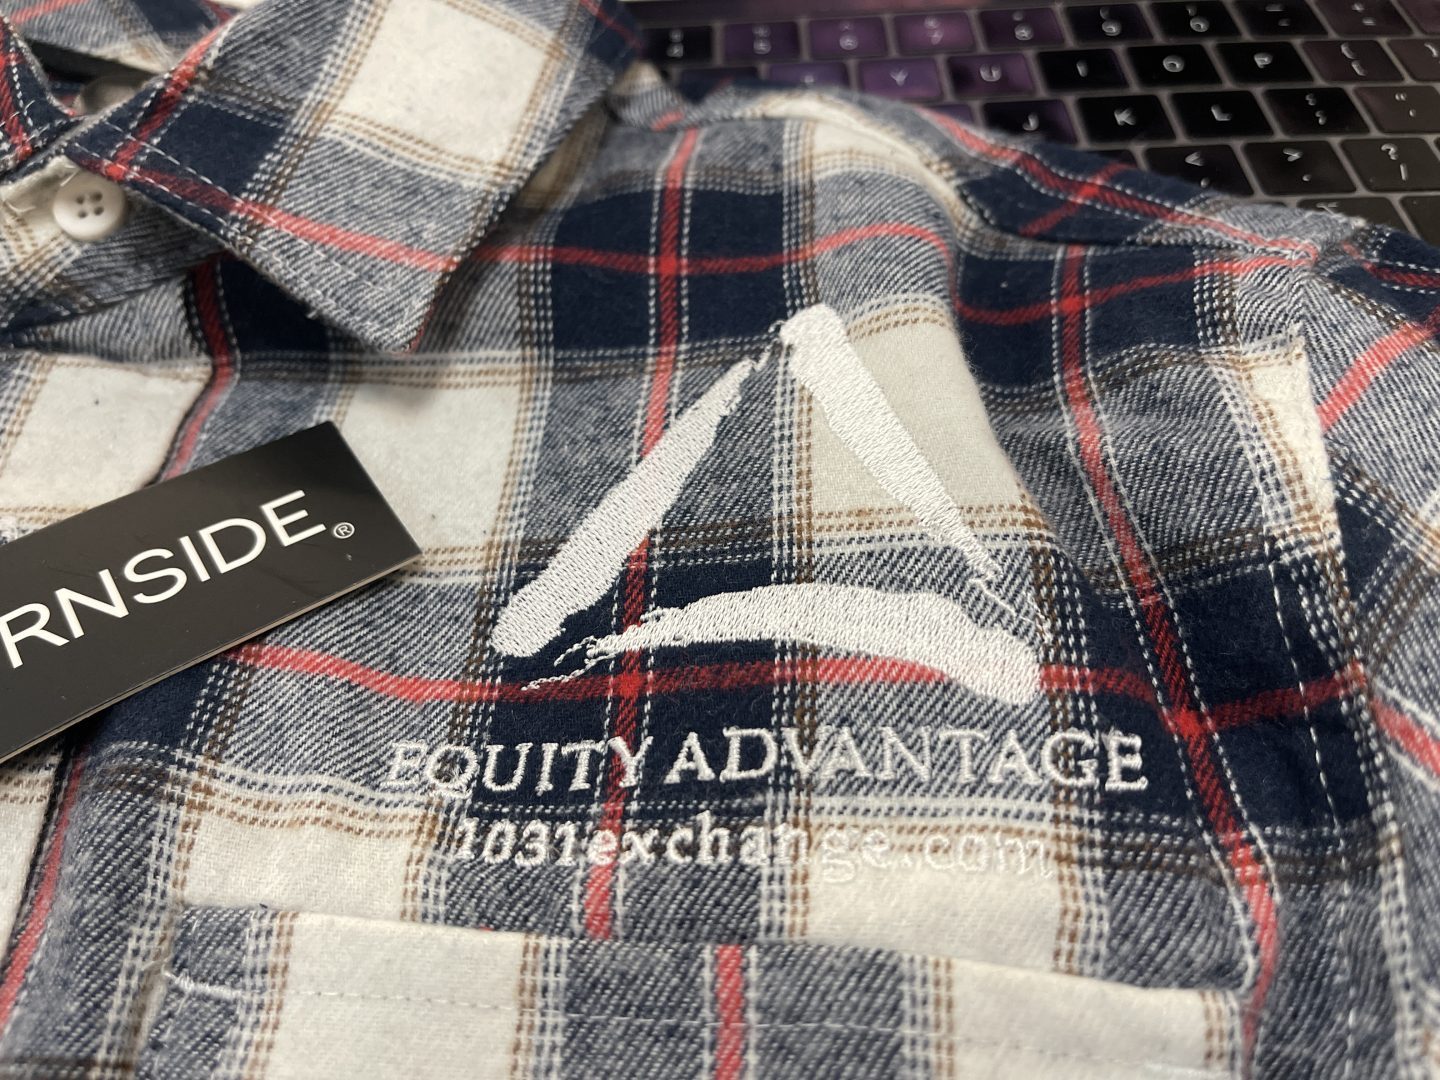 RNSIDE®
EQUITY ADVANTAGE
1031exchange.com
U
O
P
J
K
L